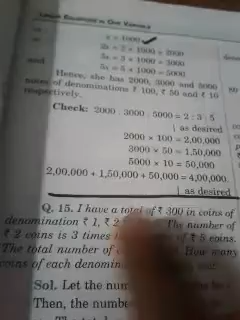 LINEAR EQUATIONS IN ONE VARIABLE
x = 1000
2x = 2 × 1000 = 2000
and 3x = 3 × 1000 = 3000
5x = 5 × 1000 = 5000
Hence, she has 2000, 3000 and 5000
notes of denominations ₹ 100, ₹ 50 and ₹ 10
respectively.
Check: 2000 : 3000 : 5000 = 2 : 3 : 5
| as desired
2000 × 100 = 2,00,000
3000 × 50 = 1,50,000
5000 × 10 = 50,000
2,00,000 + 1,50,000 + 50,000 = 4,00,000.
| as desired
Q. 15. I have a total of ₹ 300 in coins of
denomination ₹ 1, ₹ 2 The number of
₹ 2 coins is 3 times of ₹ 5 coins.
The total number of How many
coins of each denomin
Sol. Let the num
Then, the numbe